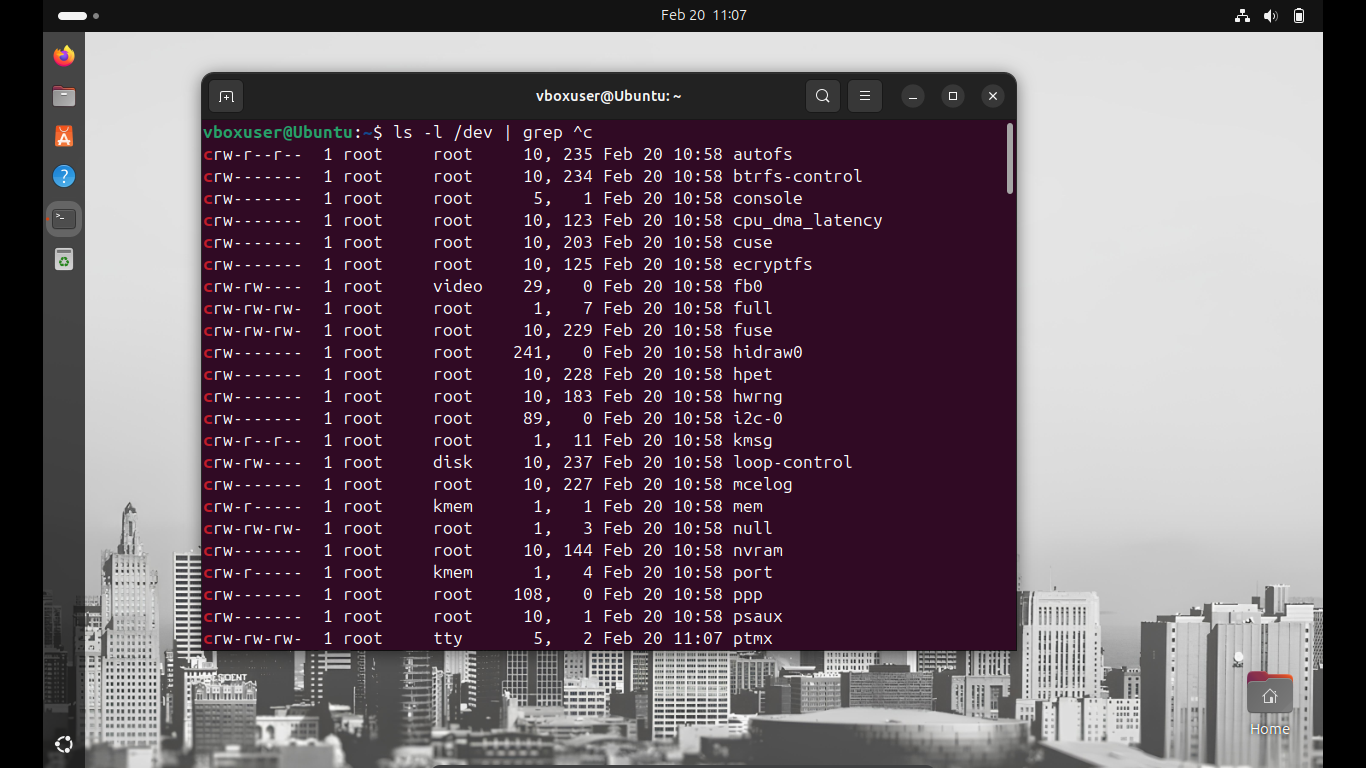 Feb 20 11:07
vboxuser@Ubuntu: ~
vboxuser@Ubuntu:~$ ls -l /dev | grep ^c
crw-r--r--  1 root     root     10, 235 Feb 20 10:58 autofs
crw-------  1 root     root     10, 234 Feb 20 10:58 btrfs-control
crw-------  1 root     root      5,   1 Feb 20 10:58 console
crw-------  1 root     root     10, 123 Feb 20 10:58 cpu_dma_latency
crw-------  1 root     root     10, 203 Feb 20 10:58 cuse
crw-------  1 root     root     10, 125 Feb 20 10:58 ecryptfs
crw-rw----  1 root     video    29,   0 Feb 20 10:58 fb0
crw-rw-rw-  1 root     root      1,   7 Feb 20 10:58 full
crw-rw-rw-  1 root     root     10, 229 Feb 20 10:58 fuse
crw-------  1 root     root    241,   0 Feb 20 10:58 hidraw0
crw-------  1 root     root     10, 228 Feb 20 10:58 hpet
crw-------  1 root     root     10, 183 Feb 20 10:58 hwrng
crw-------  1 root     root     89,   0 Feb 20 10:58 i2c-0
crw-r--r--  1 root     root      1,  11 Feb 20 10:58 kmsg
crw-rw----  1 root     disk     10, 237 Feb 20 10:58 loop-control
crw-------  1 root     root     10, 227 Feb 20 10:58 mcelog
crw-r-----  1 root     kmem      1,   1 Feb 20 10:58 mem
crw-rw-rw-  1 root     root      1,   3 Feb 20 10:58 null
crw-------  1 root     root     10, 144 Feb 20 10:58 nvram
crw-r-----  1 root     kmem      1,   4 Feb 20 10:58 port
crw-------  1 root     root    108,   0 Feb 20 10:58 ppp
crw-------  1 root     root     10,   1 Feb 20 10:58 psaux
crw-rw-rw-  1 root     tty       5,   2 Feb 20 11:07 ptmx
Home